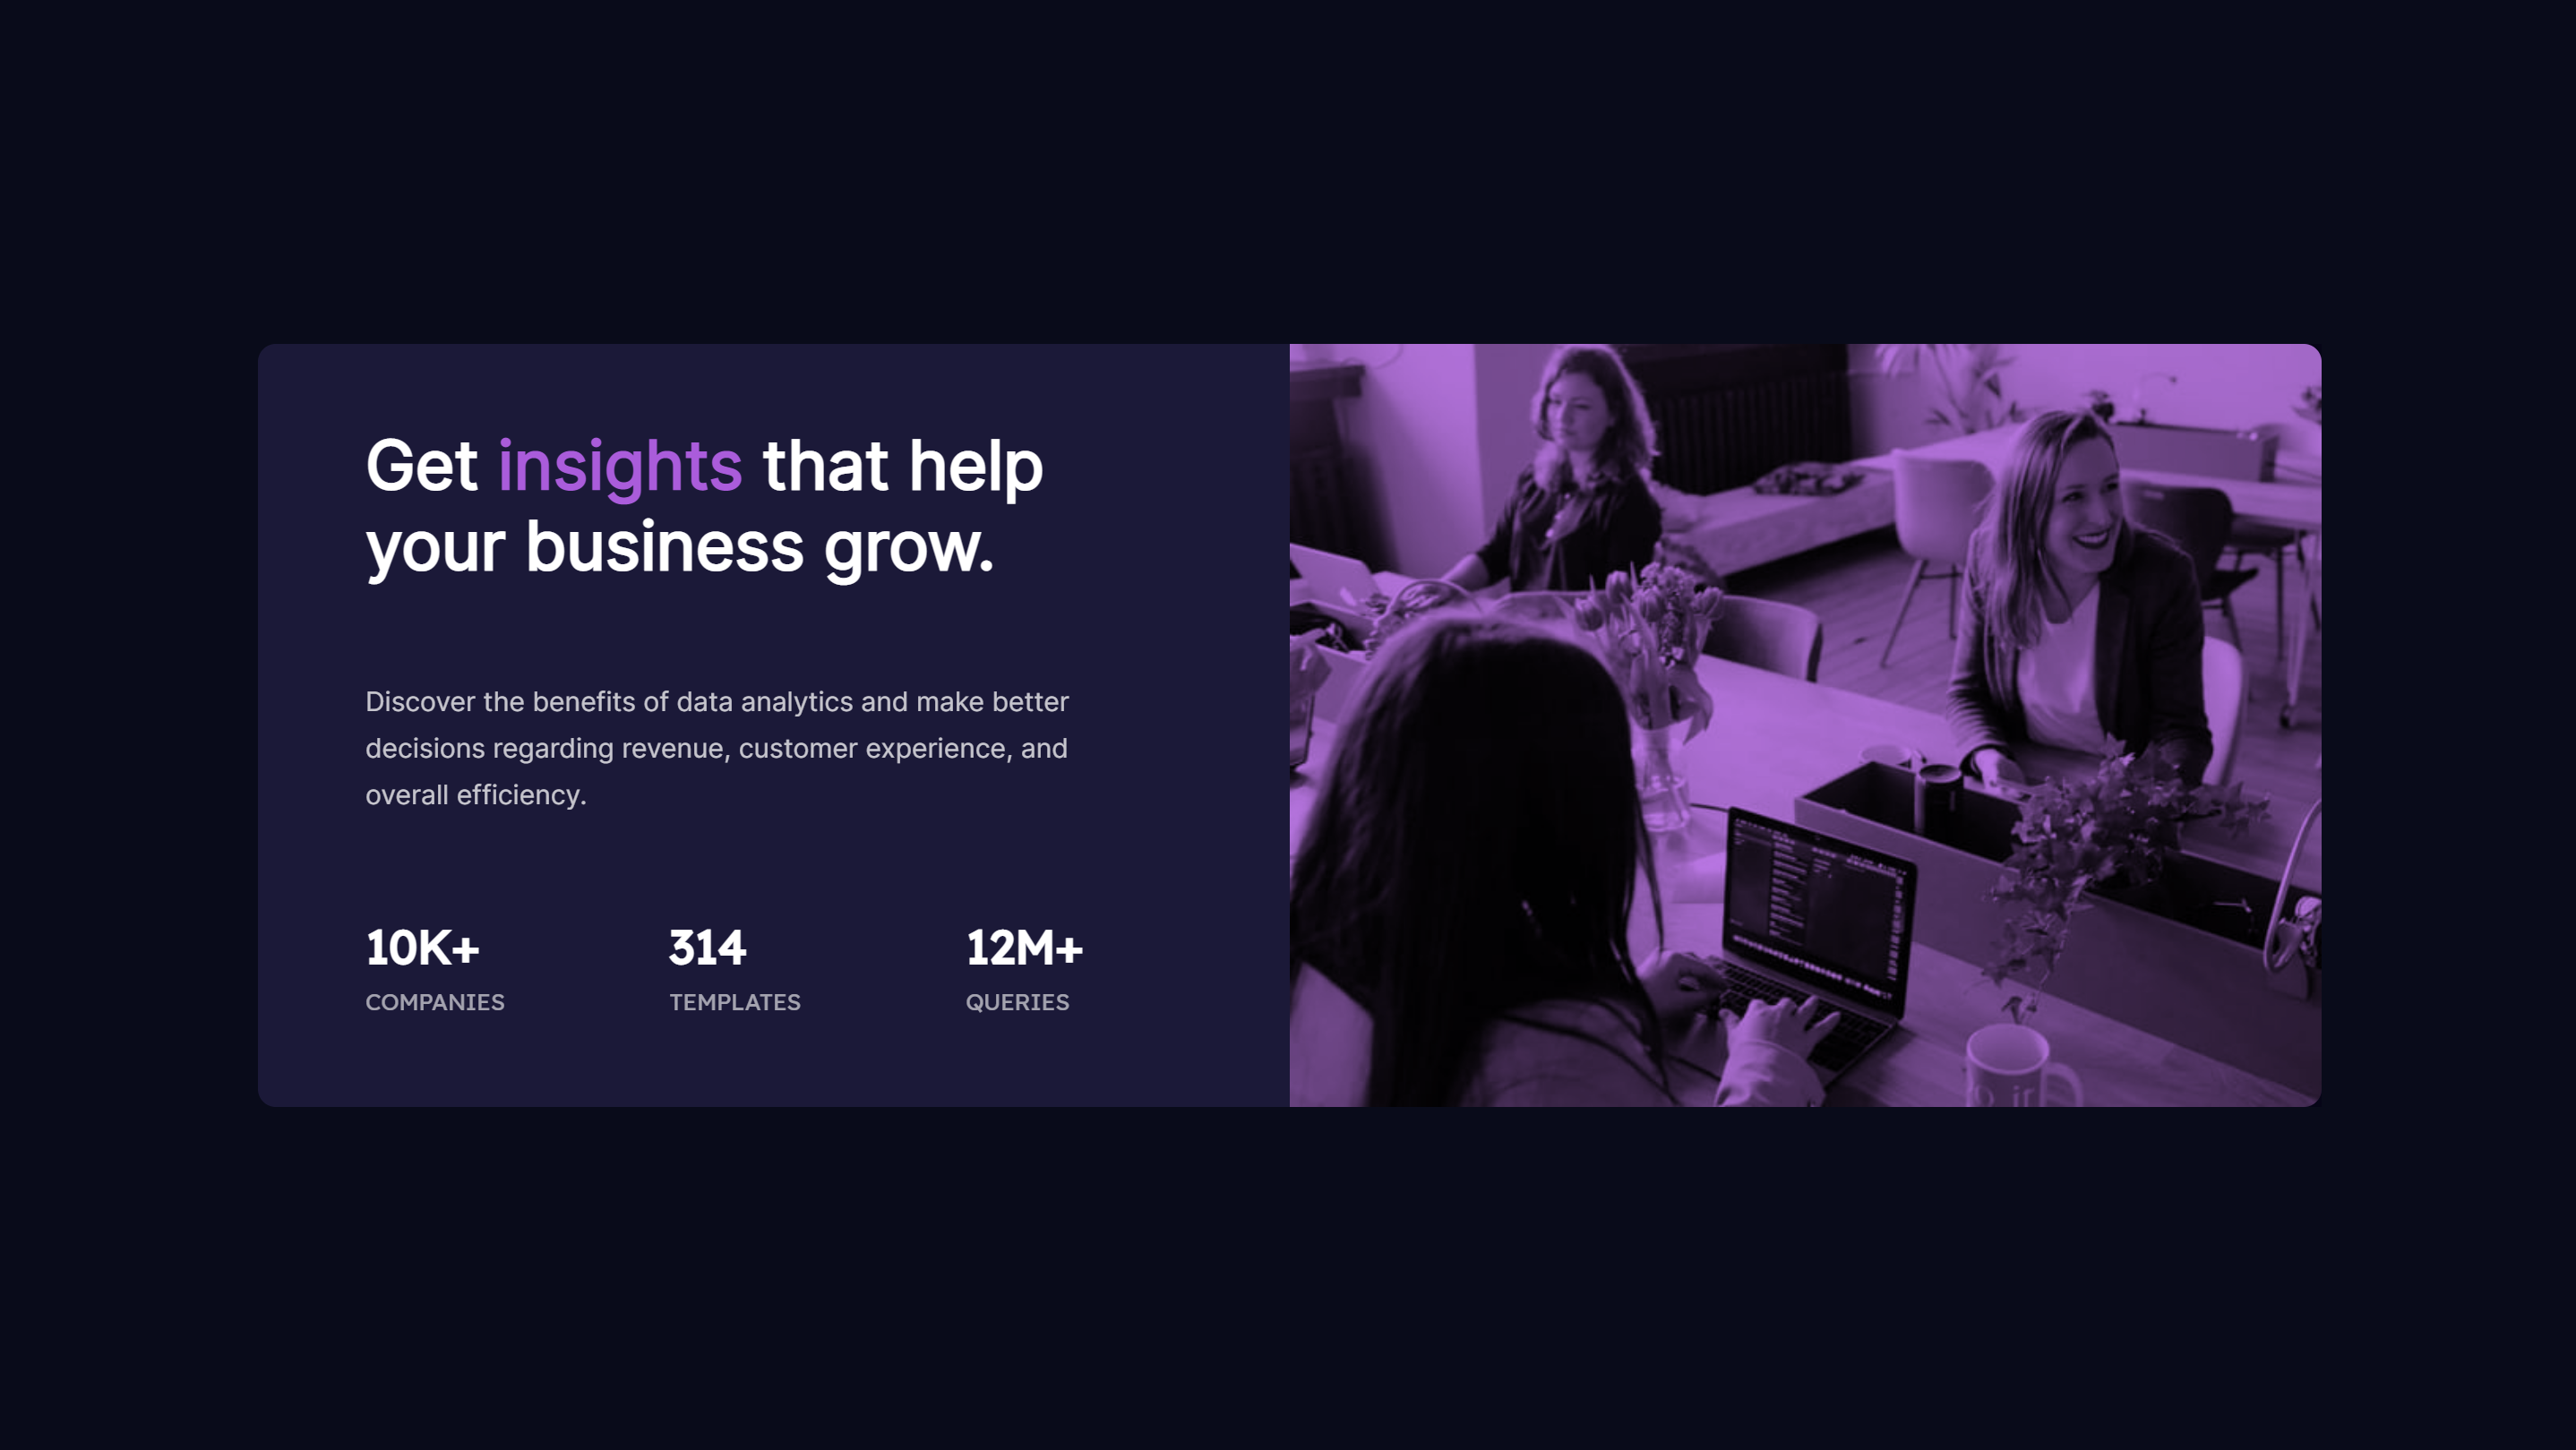 Get insights that help
your business grow.
Discover the benefits of data analytics and make better
decisions regarding revenue, customer experience, and
overall efficiency.
10K+
COMPANIES
314
TEMPLATES
12M+
QUERIES